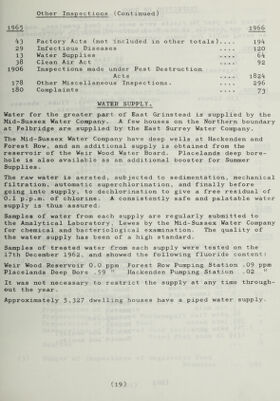 Other Inspections (Continued)
1965 1966
43 Factory Acts (not included in other totals).... 194
29 Infectious Diseases .... 120
13 Water Supplies .... 64
38 Clean Air Act .... 92
1906 Inspections made under Pest Destruction
Acts .... 1824
178 Other Miscellaneous Inspections. .... 296
180 Complaints .... 73
WATER SUPPLY.
Water for the greater part of East Grinstead is supplied by the
Mid-Sussex Water Company. A few houses on the Northern boundary
at Felbridge are supplied by the East Surrey Water Company.
The Mid-Sussex Water Company have deep wells at Hackenden and
Forest Row, and an additional supply is obtained from the
reservoir of the Weir Wood Water Board. Placelands deep bore-
hole is also available as an additional booster for Summer
Supplies.
The raw water is aerated, subjected to sedimentation, mechanical
filtration, automatic superchlorination, and finally before
going into supply, to dechlorination to give a free residual of
0.1 p.p.m. of chlorine. A consistently safe and palatable water
supply is thus assured.
Samples of water from each supply are regularly submitted to
the Analytical Laboratory, Lewes by the Mid-Sussex Water Company
for chemical and bacteriological examination. The quality of
the water supply has been of a high standard.
Samples of treated water from each supply were tested on the
17th December 1962, and showed the following fluoride content:
Weir Wood Reservoir 0.0 ppm Forest Row Pumping Station .09 ppm
Placelands Deep Bore .59 " Hackenden Pumping Station .02 "
It was not necessary to restrict the supply at any time through-
out the year.
Approximately 5,327 dwelling houses have a piped water supply.
(19)